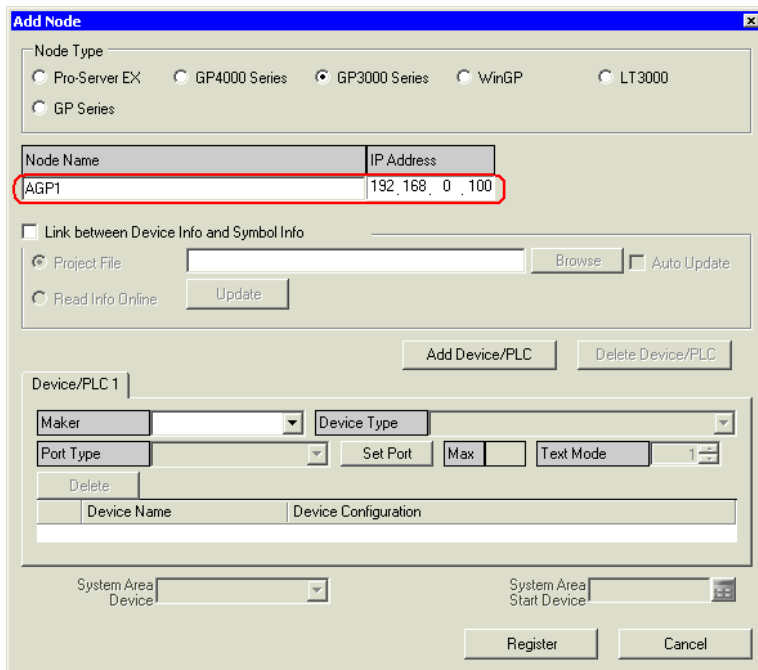 Add Node
Node Type
Pro-Server EX GP4000 Series GP3000 Series WinGP LT3000
GP Series
Node Name IP Address
AGP1 192.168. 0 .100
Link between Device Info and Symbol Info
Project File Browse Auto Update
Read Info Online Update
Add Device/PLC Delete Device/PLC
Device/PLC 1
Maker Device Type
Port Type Set Port Max Text Mode 1
Delete
Device Name Device Configuration
System Area Device System Area Start Device
Register Cancel